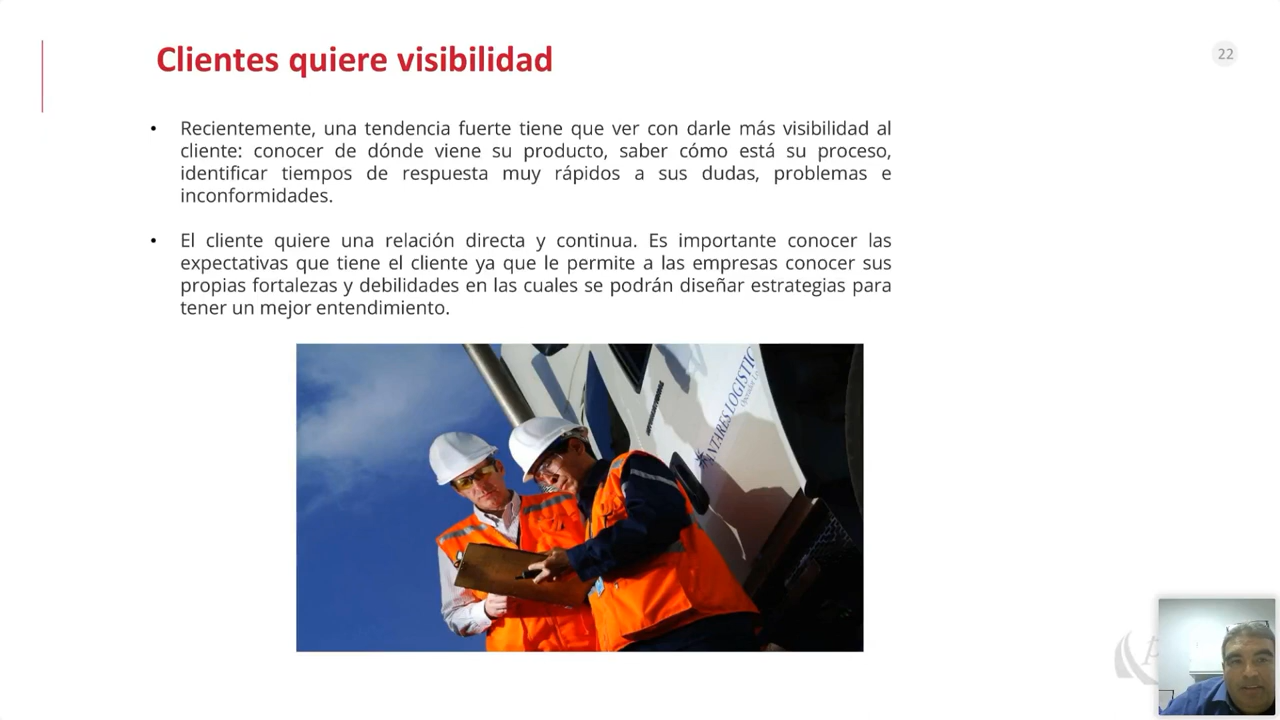 Clientes quiere visibilidad
22
• Recientemente, una tendencia fuerte tiene que ver con darle más visibilidad al
cliente: conocer de dónde viene su producto, saber cómo está su proceso,
identificar tiempos de respuesta muy rápidos a sus dudas, problemas e
inconformidades.
• El cliente quiere una relación directa y continua. Es importante conocer las
expectativas que tiene el cliente ya que le permite a las empresas conocer sus
propias fortalezas y debilidades en las cuales se podrán diseñar estrategias para
tener un mejor entendimiento.
ANTARES LOGISTIC